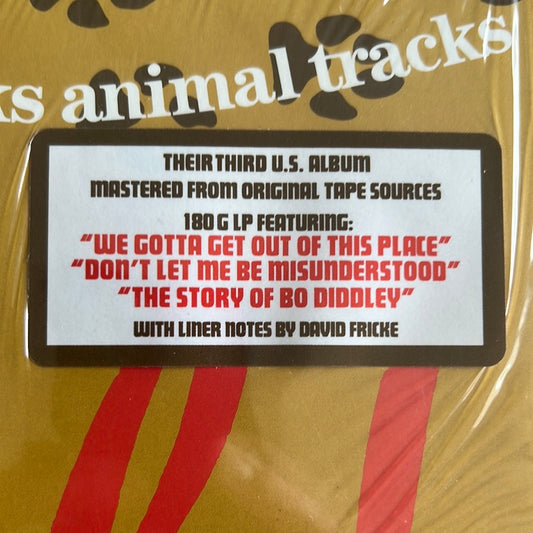 ks animal tracks
THEIR THIRD U.S. ALBUM
MASTERED FROM ORIGINAL TAPE SOURCES
180 G LP FEATURING:
"WE GOTTA GET OUT OF THIS PLACE"
"DON'T LET ME BE MISUNDERSTOOD"
"THE STORY OF BO DIDDLEY"
WITH LINER NOTES BY DAVID FRICKE